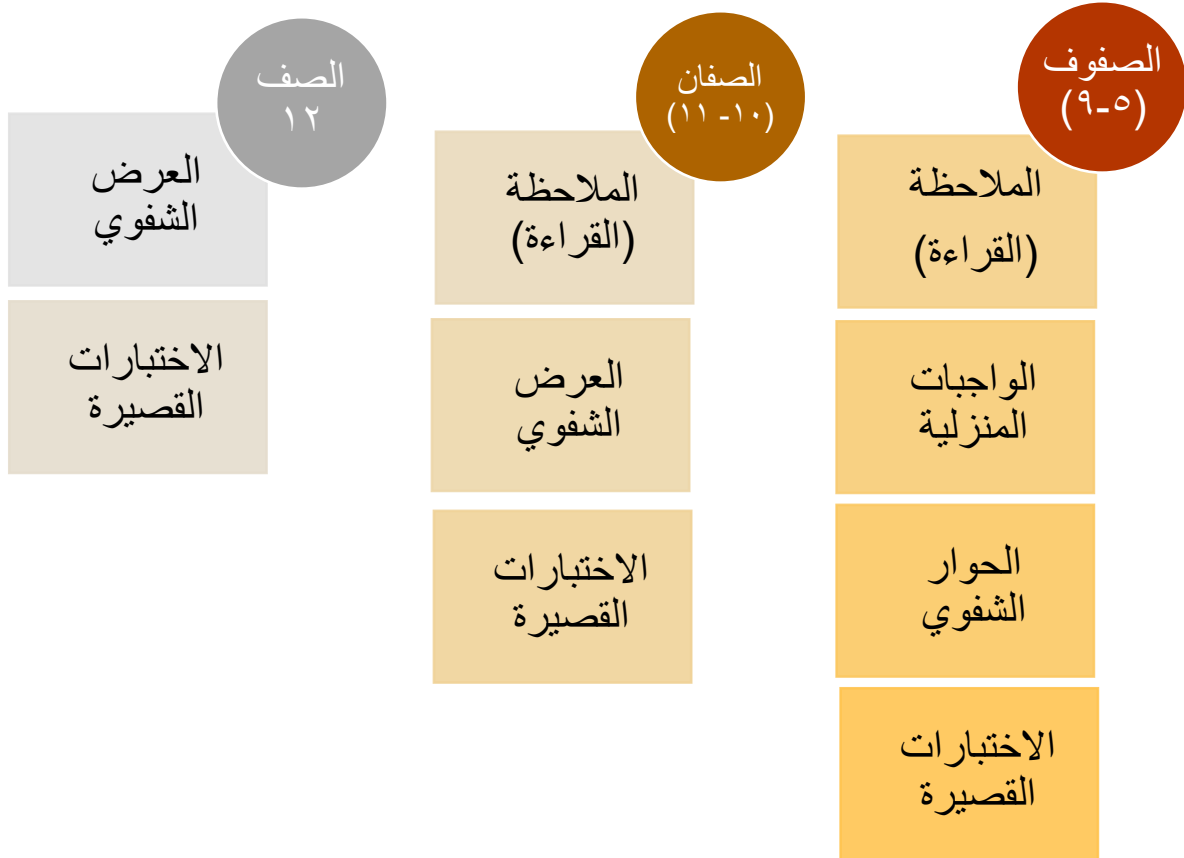 الصفوف
(٥-٩)
الملاحظة
(القراءة)
الواجبات
المنزلية
الحوار
الشفوي
الاختبارات
القصيرة
الصفان
(١٠- ١١)
الملاحظة
(القراءة)
العرض
الشفوي
الاختبارات
القصيرة
الصف
١٢
العرض
الشفوي
الاختبارات
القصيرة